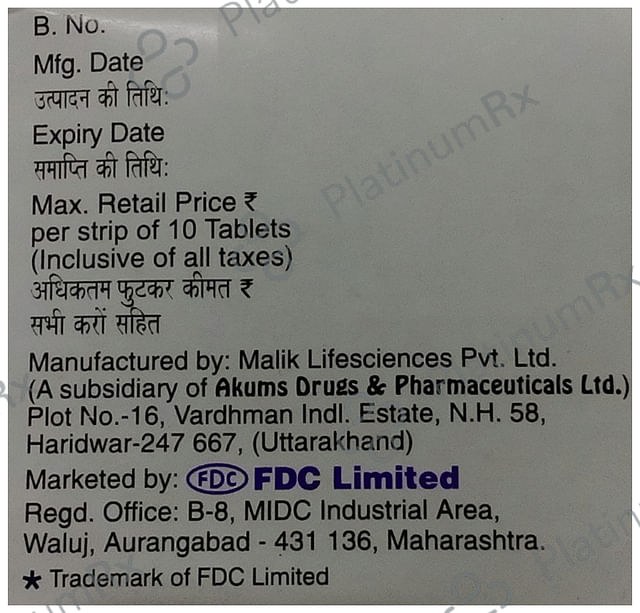 B. No.
Mfg. Date
उत्पादन की तिथि:
Expiry Date
समाप्ति की तिथि:
Max. Retail Price ₹
per strip of 10 Tablets
(Inclusive of all taxes)
अधिकतम फुटकर कीमत ₹
सभी करों सहित
Manufactured by: Malik Lifesciences Pvt. Ltd.
(A subsidiary of Akums Drugs & Pharmaceuticals Ltd.)
Plot No.-16, Vardhman Indl. Estate, N.H. 58,
Haridwar-247 667, (Uttarakhand)
Marketed by: FDC FDC Limited
Regd. Office: B-8, MIDC Industrial Area,
Waluj, Aurangabad - 431 136, Maharashtra.
* Trademark of FDC Limited
PlatinumRx